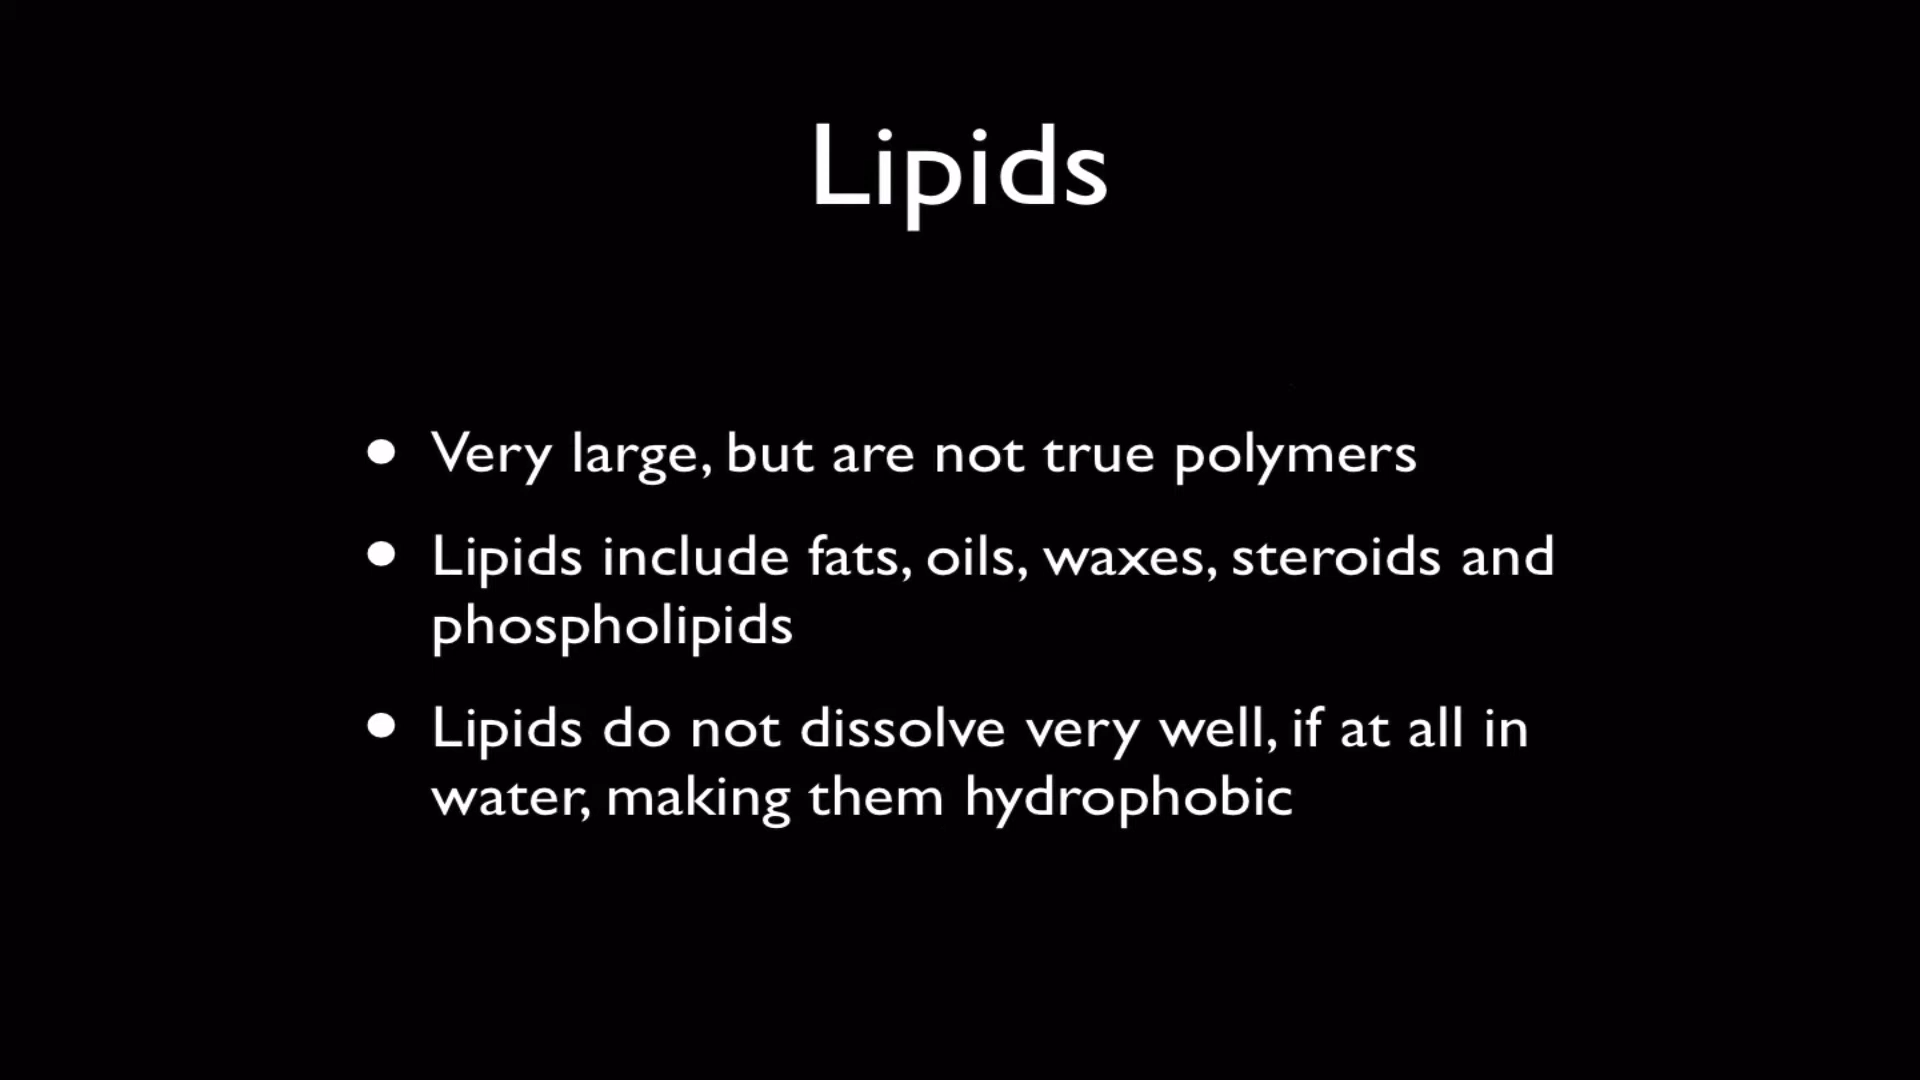 Lipids
• Very large, but are not true polymers
• Lipids include fats, oils, waxes, steroids and
phospholipids
• Lipids do not dissolve very well, if at all in
water, making them hydrophobic